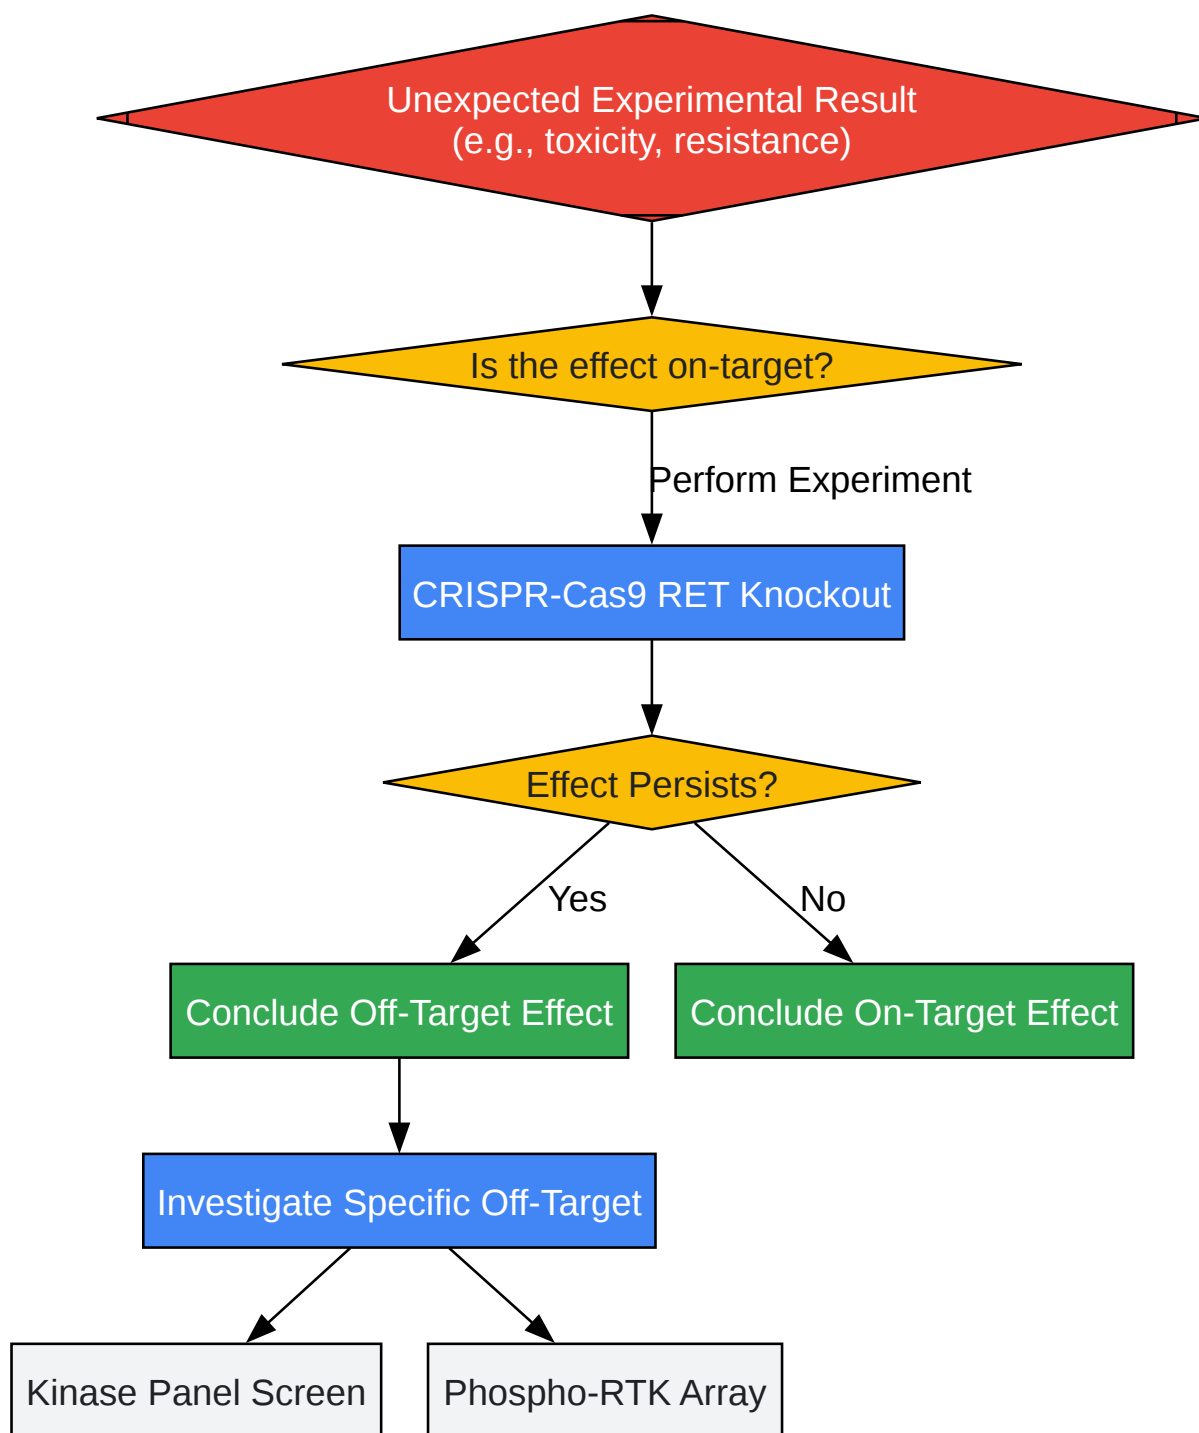 Unexpected Experimental Result
(e.g., toxicity, resistance)
Is the effect on-target?
Perform Experiment
CRISPR-Cas9 RET Knockout
Effect Persists?
Yes
No
Conclude Off-Target Effect
Conclude On-Target Effect
Investigate Specific Off-Target
Kinase Panel Screen
Phospho-RTK Array